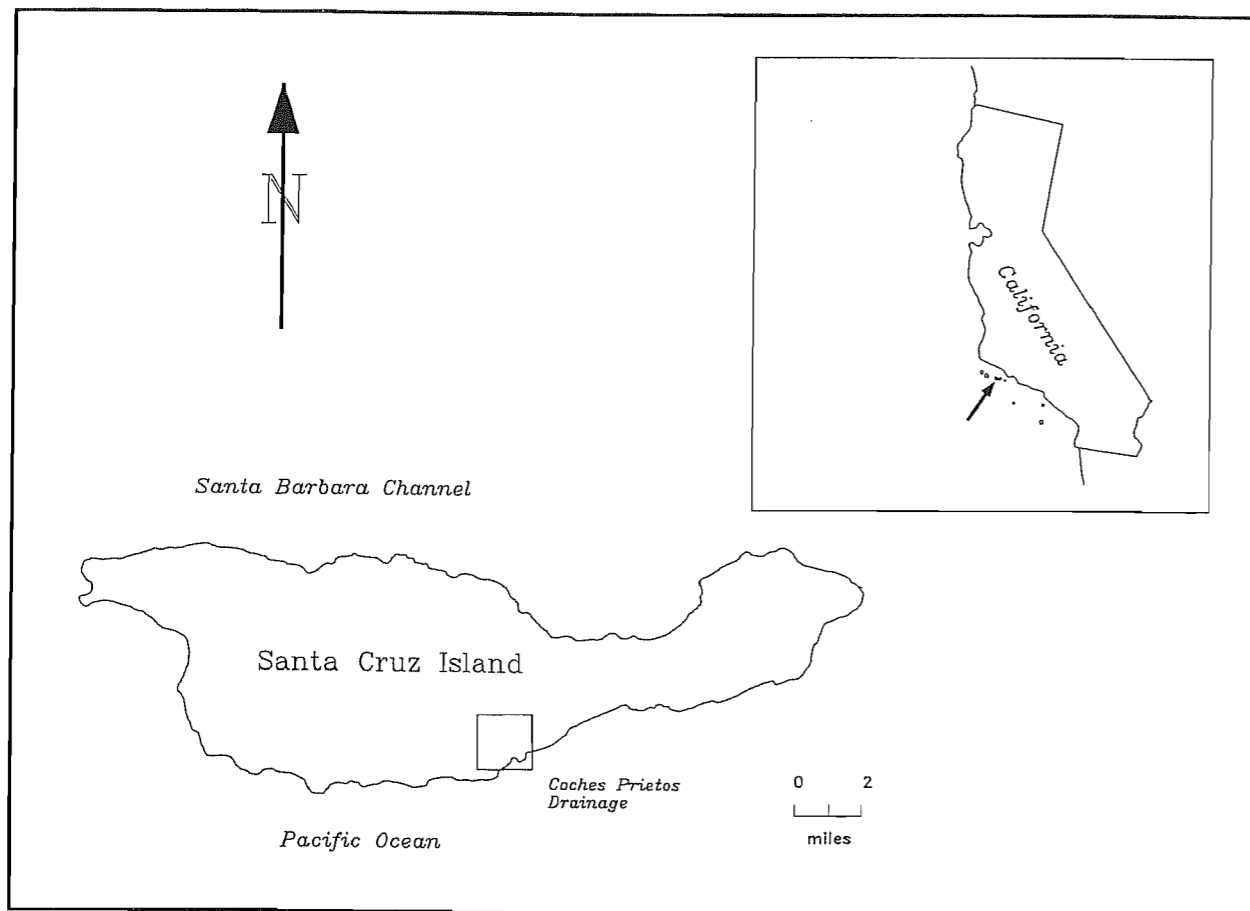 N
California
Santa Barbara Channel
Santa Cruz Island
Coches Prietos
Drainage
0 2
miles
Pacific Ocean